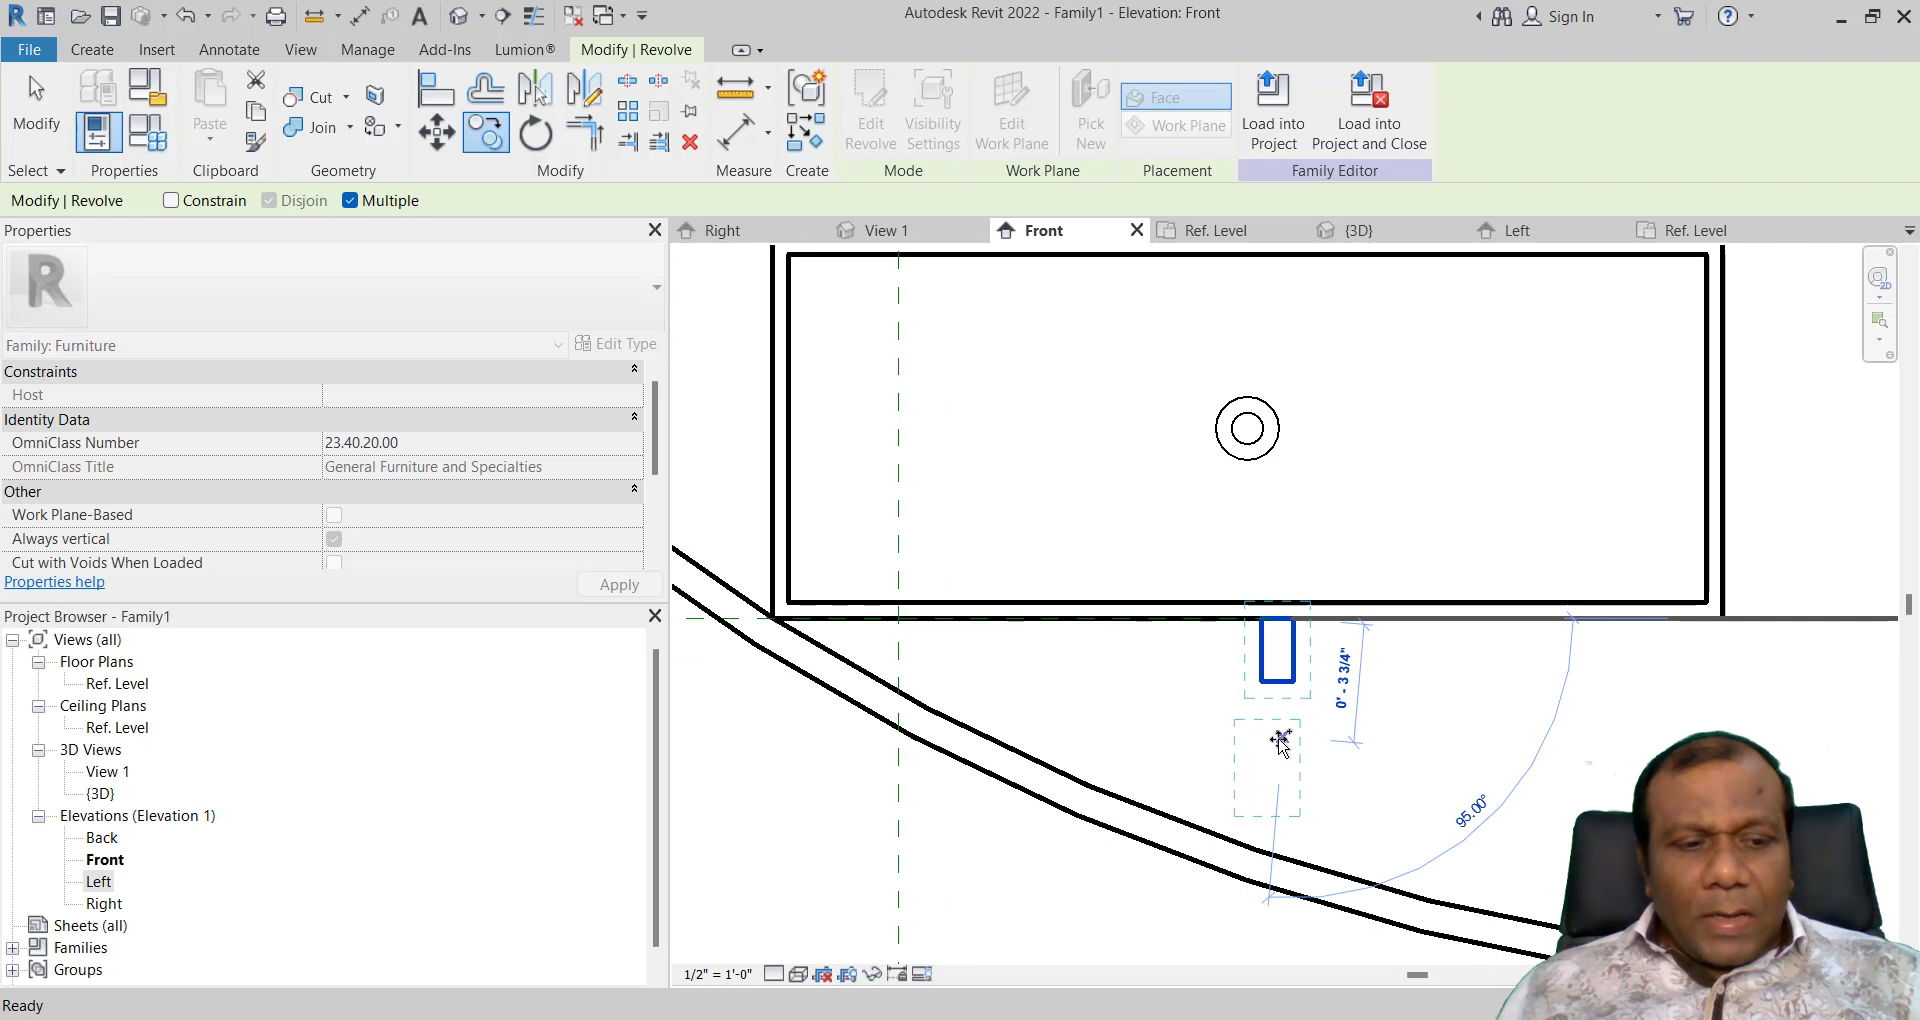 Autodesk Revit 2022 - Family1 - Elevation: Front
Sign In
File Create Insert Annotate View Manage Add-Ins Lumion® Modify | Revolve
Modify
Paste
Cut
Join
Edit Revolve
Visibility Settings
Edit Work Plane
Pick New
Face
Work Plane
Load into Project
Load into Project and Close
Select Properties Clipboard Geometry Modify Measure Create Mode Work Plane Placement Family Editor
Modify | Revolve Constrain Disjoin Multiple
Properties
R
Family: Furniture Edit Type
Constraints
Host
Identity Data
OmniClass Number 23.40.20.00
OmniClass Title General Furniture and Specialties
Other
Work Plane-Based
Always vertical
Cut with Voids When Loaded
Properties help Apply
Project Browser - Family1
Views (all)
Floor Plans
Ref. Level
Ceiling Plans
Ref. Level
3D Views
View 1
{3D}
Elevations (Elevation 1)
Back
Front
Left
Right
Sheets (all)
Families
Groups
Right View 1 Front Ref. Level {3D} Left Ref. Level
2D
0' - 3 3/4"
95.00°
1/2" = 1'-0"
Ready